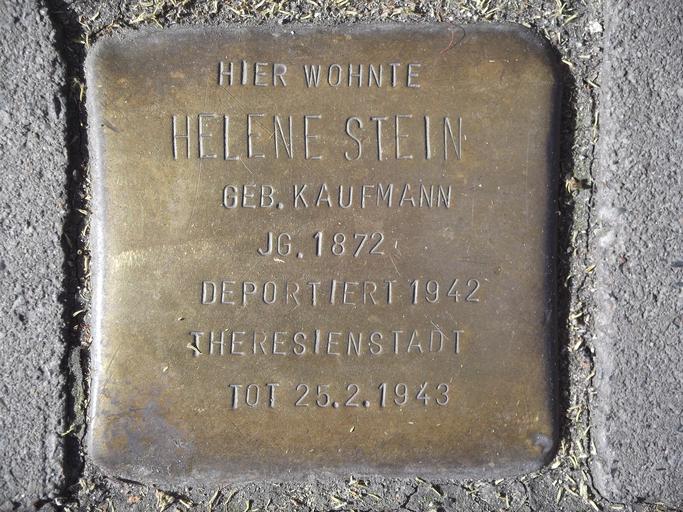 HIER WOHNTE
HELENE STEIN
GEB. KAUFMANN
JG. 1872
DEPORTIERT 1942
THERESIENSTADT
TOT 25.2.1943